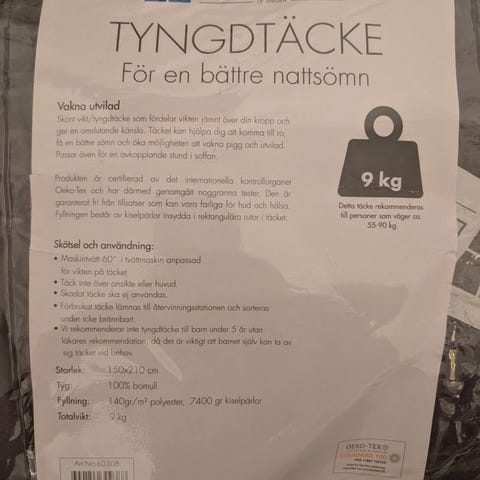 OF SWEDEN
TYNGDTÄCKE
För en bättre nattsömn
Vakna utvilad
Skönt vikt/tyngdtäcke som fördelar vikten jämnt över din kropp och
ger en omslutande känsla. Täcket kan hjälpa dig att komma till ro,
få en bättre sömn och öka möjligheten att vakna pigg och utvilad.
Passar även för en avkopplande stund i soffan.
Produkten är certifierad av det internationella kontrollorganet
Oeko-Tex och har därmed genomgått noggranna tester. Den är
garanterat fri från tillsatser som kan vara farliga för hud och hälsa.
Fyllningen består av kiselpärlor insydda i rektangulära rutor i täcket.
9 kg
Detta täcke rekommenderas
till personer som väger ca.
55-90 kg
Skötsel och användning:
• Maskintvätt 60° i tvättmaskin anpassad
för vikten på täcket
• Täck inte över ansikte eller huvud.
• Skadat täcke ska ej användas.
• Förbrukat täcke lämnas till återvinningsstationen och sorteras
under icke brännbart.
• Vi rekommenderar inte tyngdtäcke till barn under 5 år utan
läkares rekommendation då det är viktigt att barnet själv kan ta av
sig täcket vid behov.
Storlek: 150x210 cm
Tyg: 100% bomull
Fyllning: 140gr/m² polyester, 7400 gr kiselpärlor
Totalvikt: 9 kg
Art No:60308
OEKO-TEX®
STANDARD 100